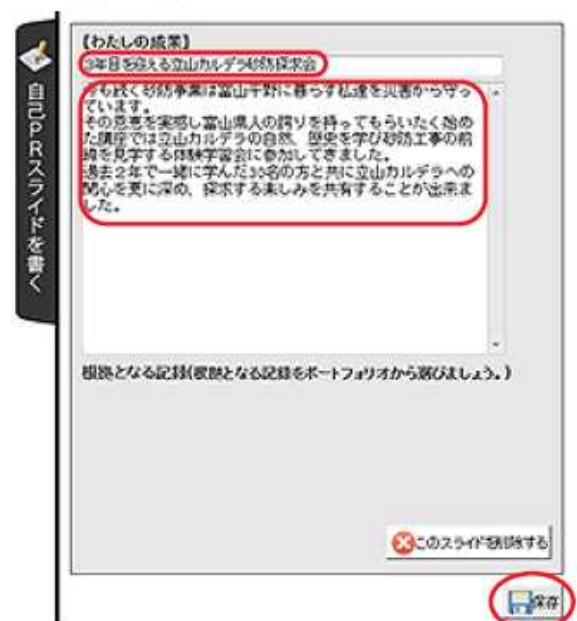 自己PRスライドを書く
【わたしの成果】
3年目を迎える立山カルデラ砂防探求会
今も続く砂防事業は富山平野に暮らす私達を災害から守っ
ています。
その意恵を実感し富山県人の誇りを持ってもらいたく始め
た講座では立山カルデラの自然、歴史を学び砂防工事の前
線を見学する体験学習会に参加してきました。
過去2年で一緒に学んだ35名の方と共に立山カルデラへの
関心を更に深め、探求する楽しみを共有することが出来ま
した。
根拠となる記録(根拠となる記録をポートフォリオから選びましょう。)
このスライドを削除する
保存